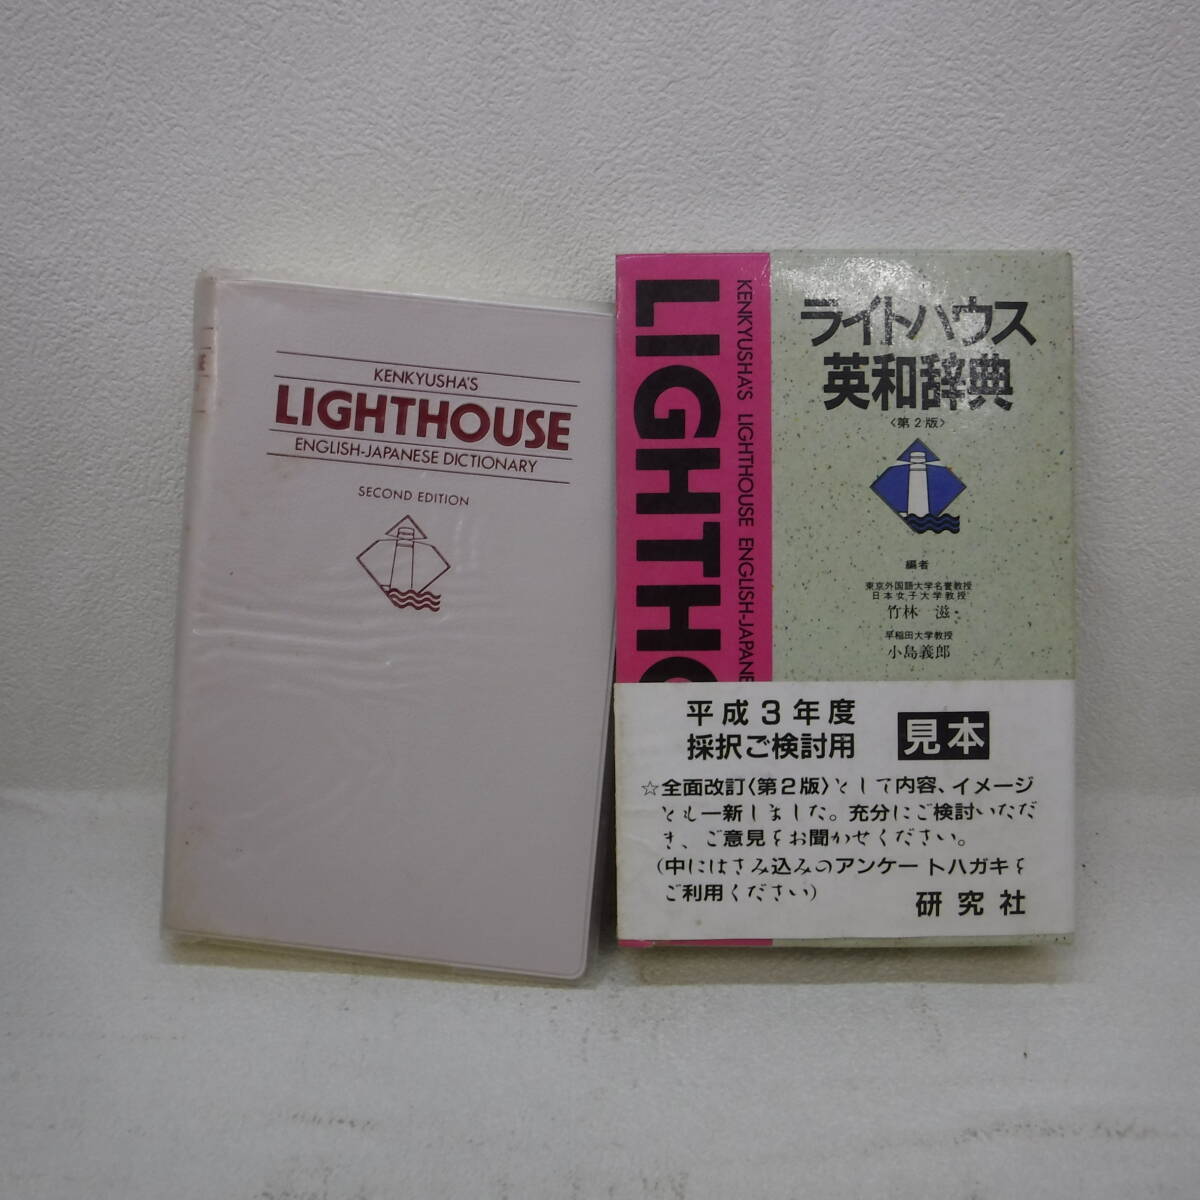 KENKYUSHA'S
LIGHTHOUSE
ENGLISH-JAPANESE DICTIONARY
SECOND EDITION
LIGHTHO
KENKYUSHA'S LIGHTHOUSE ENGLISH-JAPANE
ライトハウス
英和辞典
〈第2版〉
編者
東京外国語大学名誉教授
日本女子大学教授
竹林 滋
早稲田大学教授
小島義郎
平成3年度
採択ご検討用
見本
☆全面改訂〈第2版〉として内容、イメージ
とも一新しました。充分にご検討いただ
き、ご意見をお聞かせください。
(中にはさみ込みのアンケートハガキを
ご利用ください)
研究社